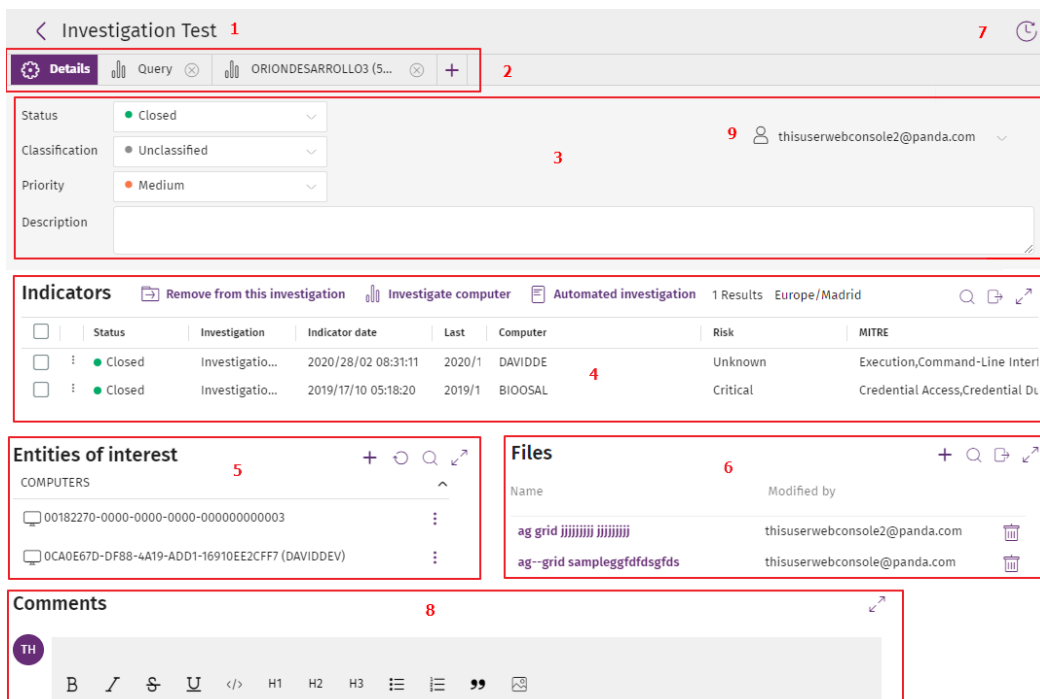 Investigation Test 1 7
Details Query ORIONDESARROLLO3 (5... + 2
Status Closed
9 thisuserwebconsole2@panda.com
Classification Unclassified
3
Priority Medium
Description
Indicators Remove from this investigation Investigate computer Automated investigation 1 Results Europe/Madrid
Status Investigation Indicator date Last Computer Risk MITRE
Closed Investigatio... 2020/28/02 08:31:11 2020/1 DAVIDDE Unknown Execution,Command-Line Interf
4
Closed Investigatio... 2019/17/10 05:18:20 2019/1 BIOOSAL Critical Credential Access,Credential Du
Entities of interest
5
COMPUTERS
00182270-0000-0000-0000-000000000003
0CA0E67D-DF88-4A19-ADD1-16910EE2CFF7 (DAVIDDEV)
Files
6
Name Modified by
ag grid jjjjjjjjj jjjjjjjjj thisuserwebconsole2@panda.com
ag--grid sampleggfdfdsgfds thisuserwebconsole@panda.com
Comments 8
TH
B I S U </> H1 H2 H3